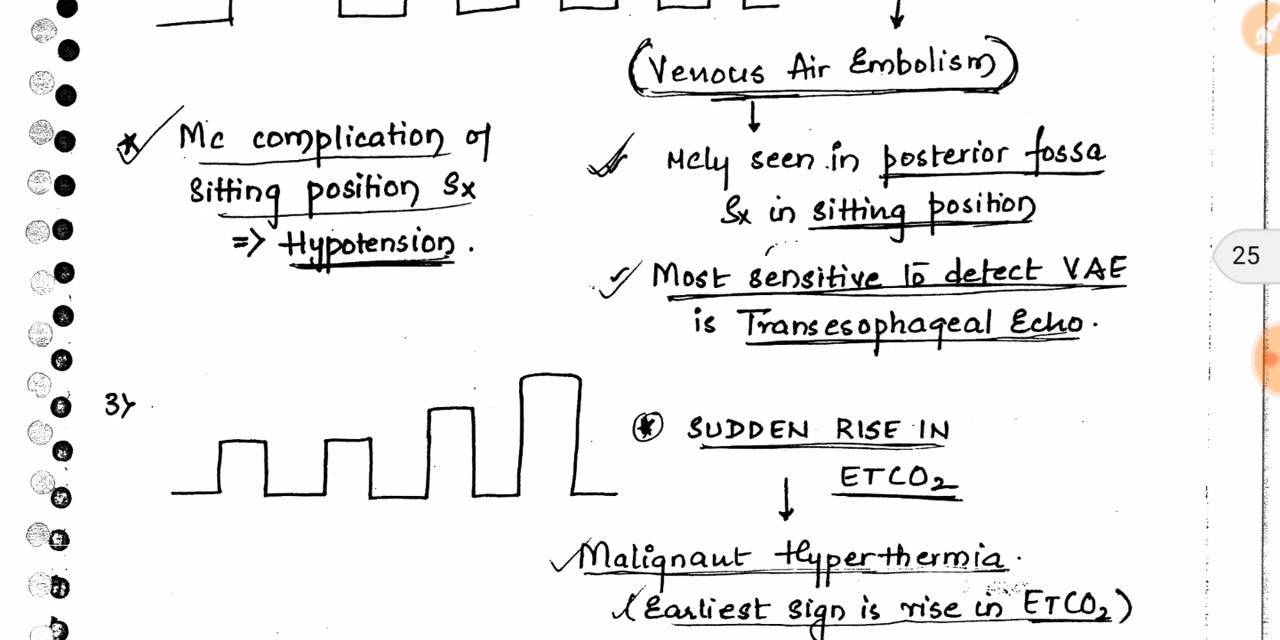 (Venous Air Embolism)
Mc complication of
sitting position Sx
=> Hypotension.
Mcly seen in posterior fossa
Sx in sitting position
Most sensitive to detect VAE
is Transesophageal Echo.
3)
SUDDEN RISE IN
ETCO2
Malignant Hyperthermia.
(Earliest sign is rise in ETCO2)
25